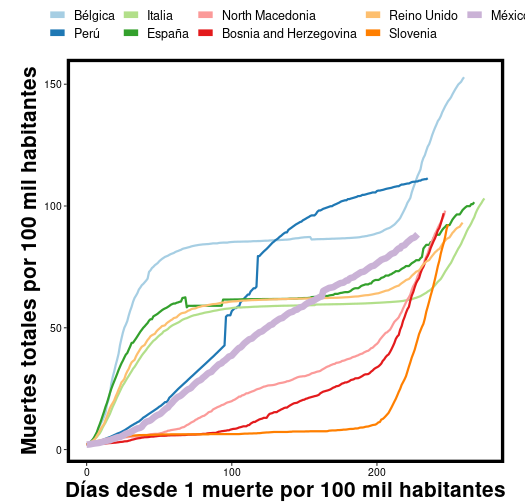 Bélgica Italia North Macedonia Reino Unido Méxic
Perú España Bosnia and Herzegovina Slovenia
Muertes totales por 100 mil habitantes
150
100
50
0
0 100 200
Días desde 1 muerte por 100 mil habitantes